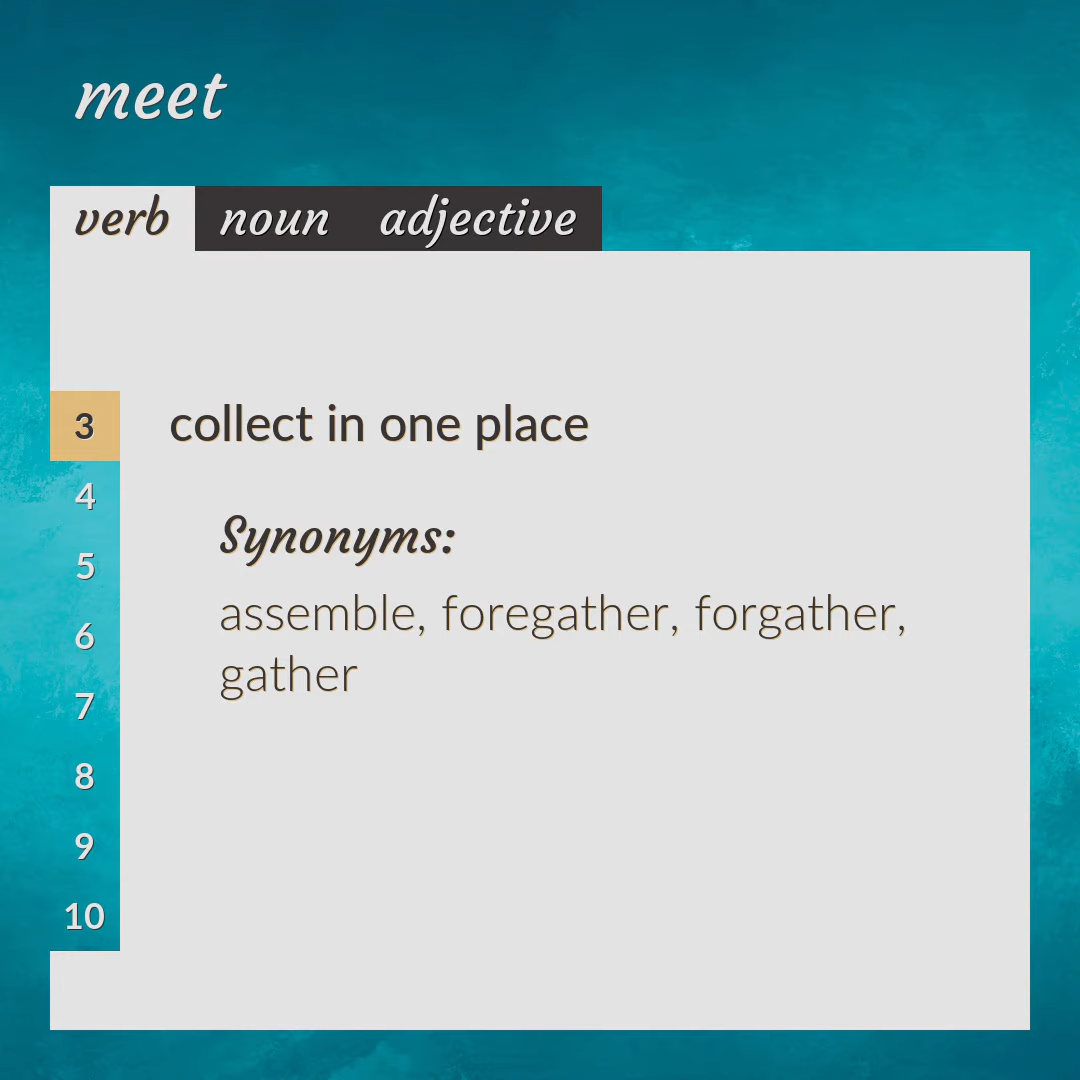 meet
verb noun adjective
3 collect in one place
4
Synonyms:
5
assemble, foregather, forgather,
6
gather
7
8
9
10